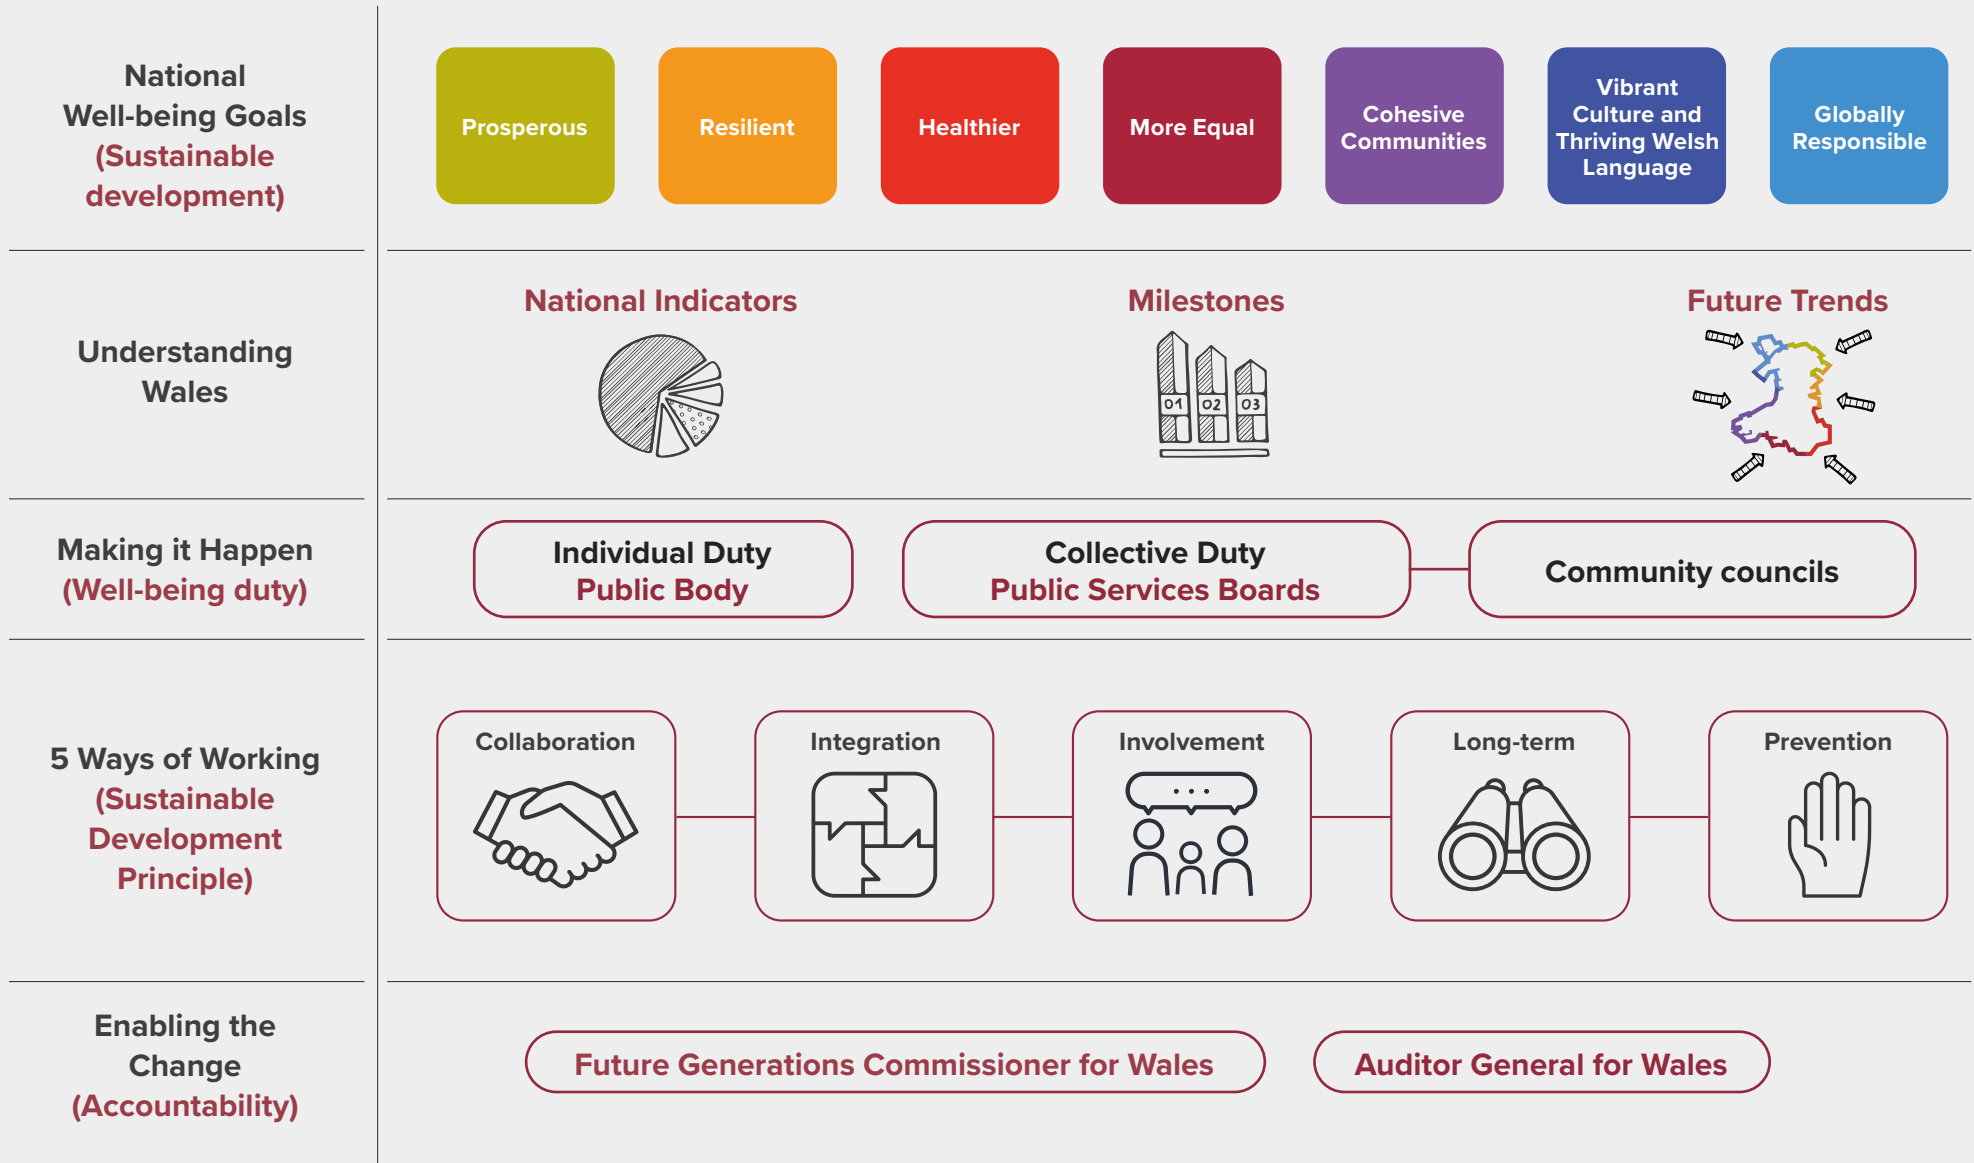 National
Well-being Goals
(Sustainable
development)
Prosperous
Resilient
Healthier
More Equal
Cohesive
Communities
Vibrant
Culture and
Thriving Welsh
Language
Globally
Responsible
Understanding
Wales
National Indicators
Milestones
01 02 03
Future Trends
Making it Happen
(Well-being duty)
Individual Duty
Public Body
Collective Duty
Public Services Boards
Community councils
5 Ways of Working
(Sustainable
Development
Principle)
Collaboration
Integration
Involvement
Long-term
Prevention
Enabling the
Change
(Accountability)
Future Generations Commissioner for Wales
Auditor General for Wales